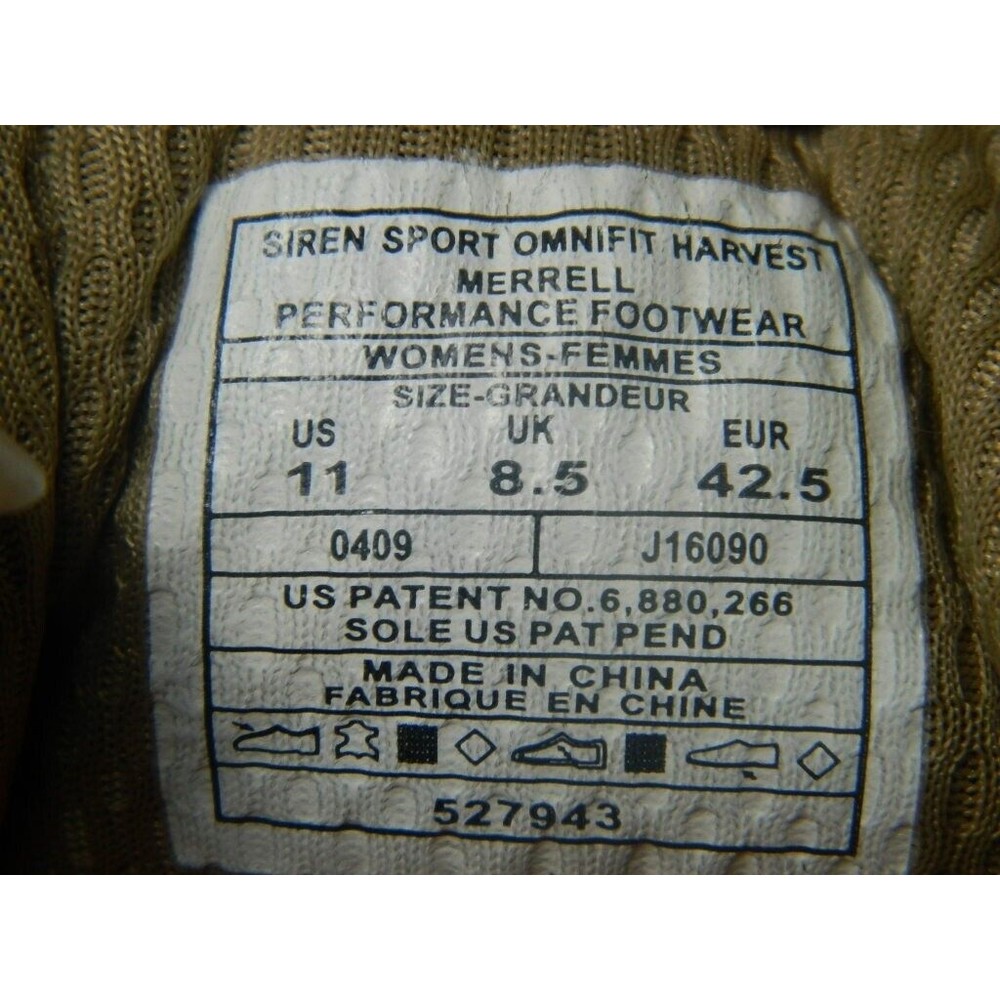 SIREN SPORT OMNIFIT HARVEST
MERRELL
PERFORMANCE FOOTWEAR
WOMENS-FEMMES
SIZE-GRANDEUR
US UK EUR
11 8.5 42.5
0409 J16090
US PATENT NO.6,880,266
SOLE US PAT PEND
MADE IN CHINA
FABRIQUE EN CHINE
527943